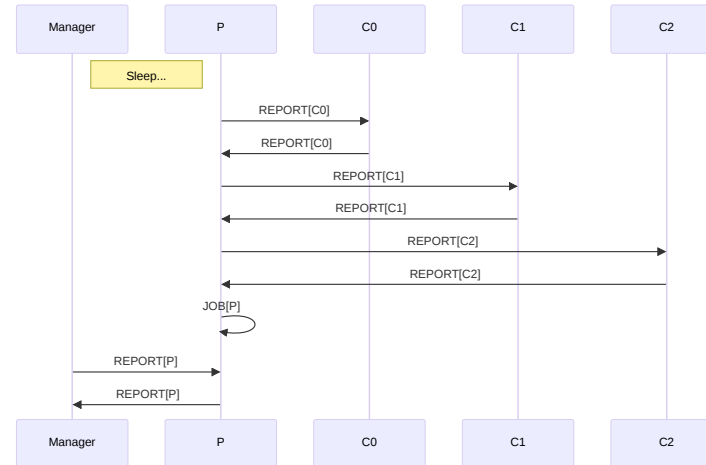 Manager
P
C0
C1
C2
Sleep...
REPORT[C0]
REPORT[C0]
REPORT[C1]
REPORT[C1]
REPORT[C2]
REPORT[C2]
JOB[P]
REPORT[P]
REPORT[P]
Manager
P
C0
C1
C2